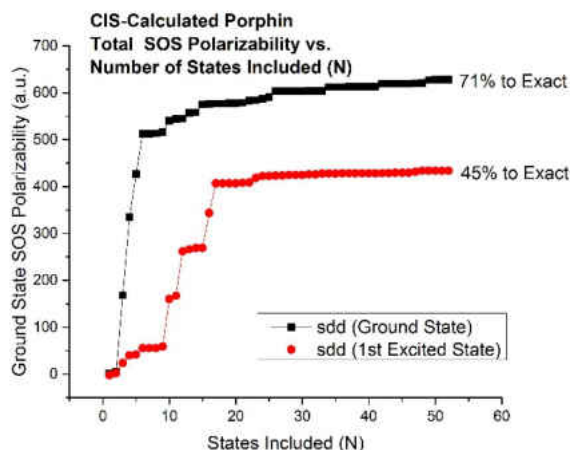 CIS-Calculated Porphin
Total SOS Polarizability vs.
Number of States Included (N)
Ground State SOS Polarizability (a.u.)
700
600
500
400
300
200
100
0
71% to Exact
45% to Exact
sdd (Ground State)
sdd (1st Excited State)
0
10
20
30
40
50
60
States Included (N)